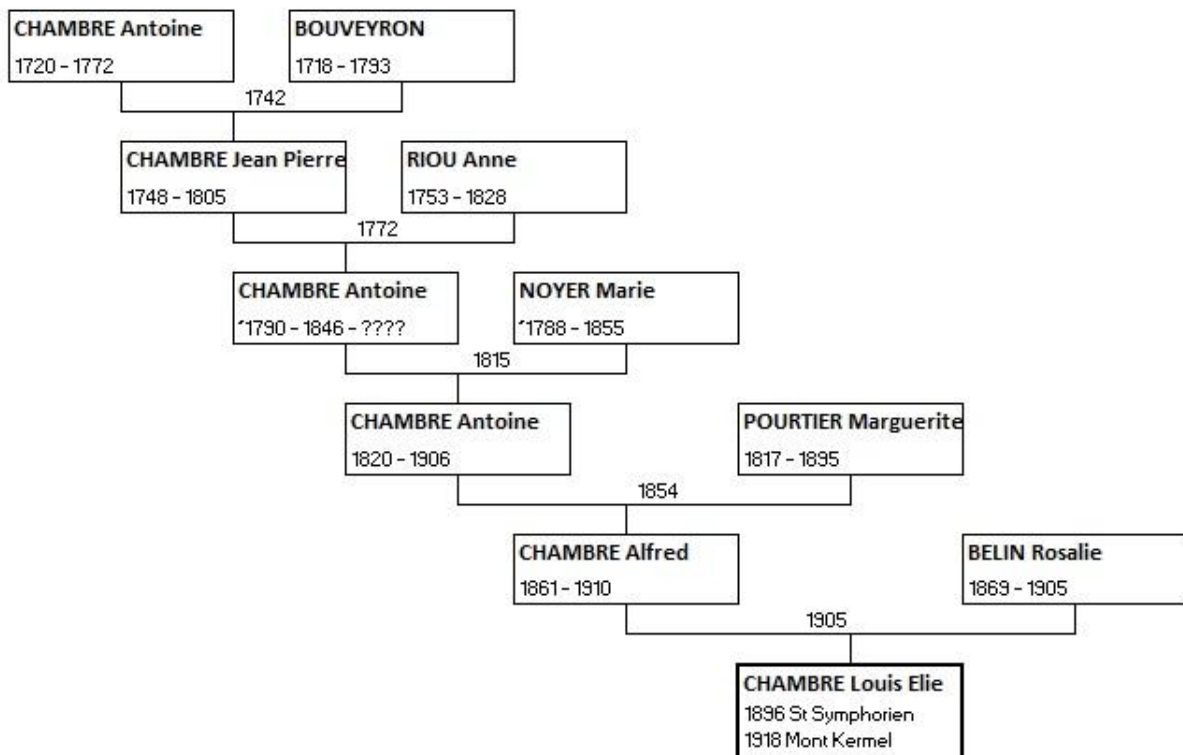 CHAMBRE Antoine
1720 - 1772
BOUVEYRON
1718 - 1793
1742
CHAMBRE Jean Pierre
1748 - 1805
RIOU Anne
1753 - 1828
1772
CHAMBRE Antoine
~1790 - 1846 - ????
NOYER Marie
~1788 - 1855
1815
CHAMBRE Antoine
1820 - 1906
POURTIER Marguerite
1817 - 1895
1854
CHAMBRE Alfred
1861 - 1910
BELIN Rosalie
1869 - 1905
1905
CHAMBRE Louis Elie
1896 St Symphorien
1918 Mont Kermel